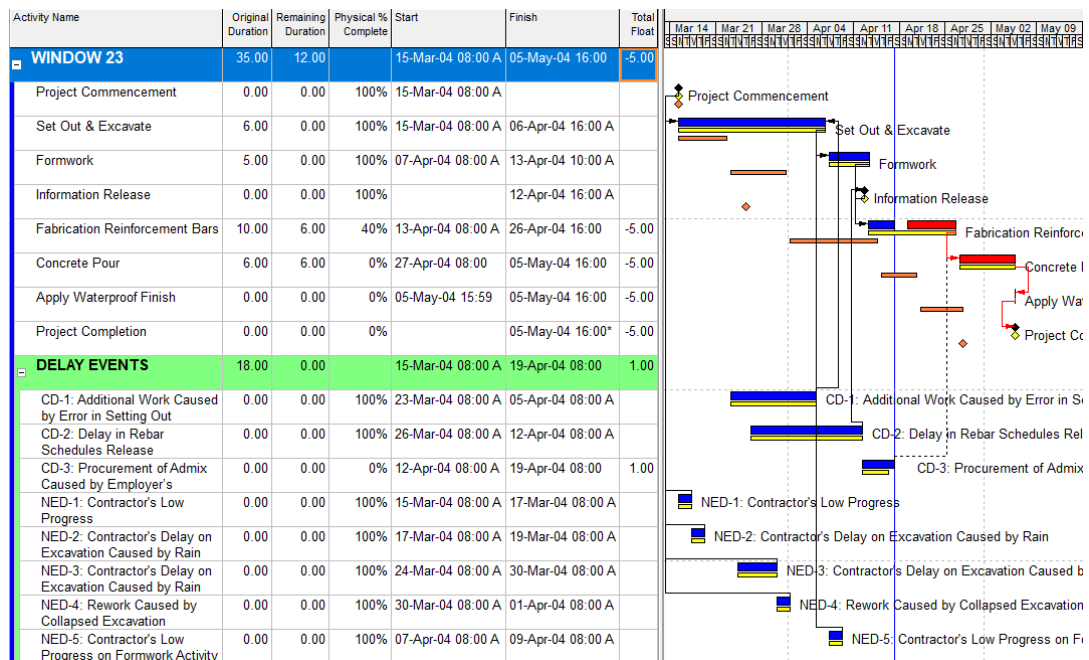 Activity Name Original Remaining Physical % Start Finish Total
Duration Duration Complete Float
Mar 14 Mar 21 Mar 28 Apr 04 Apr 11 Apr 18 Apr 25 May 02 May 09
WINDOW 23 35.00 12.00 15-Mar-04 08:00 A 05-May-04 16:00 -5.00
Project Commencement 0.00 0.00 100% 15-Mar-04 08:00 A Project Commencement
Set Out & Excavate 6.00 0.00 100% 15-Mar-04 08:00 A 06-Apr-04 16:00 A Set Out & Excavate
Formwork 5.00 0.00 100% 07-Apr-04 08:00 A 13-Apr-04 10:00 A Formwork
Information Release 0.00 0.00 100% 12-Apr-04 16:00 A Information Release
Fabrication Reinforcement Bars 10.00 6.00 40% 13-Apr-04 08:00 A 26-Apr-04 16:00 -5.00 Fabrication Reinforce
Concrete Pour 6.00 6.00 0% 27-Apr-04 08:00 05-May-04 16:00 -5.00 Concrete
Apply Waterproof Finish 0.00 0.00 0% 05-May-04 15:59 05-May-04 16:00 -5.00 Apply Wat
Project Completion 0.00 0.00 0% 05-May-04 16:00* -5.00 Project Co
DELAY EVENTS 18.00 0.00 15-Mar-04 08:00 A 19-Apr-04 08:00 1.00
CD-1: Additional Work Caused 0.00 0.00 100% 23-Mar-04 08:00 A 05-Apr-04 08:00 A CD-1: Additional Work Caused by Error in Se
by Error in Setting Out
CD-2: Delay in Rebar 0.00 0.00 100% 26-Mar-04 08:00 A 12-Apr-04 08:00 A CD-2: Delay in Rebar Schedules Rel
Schedules Release
CD-3: Procurement of Admix 0.00 0.00 0% 12-Apr-04 08:00 A 19-Apr-04 08:00 1.00 CD-3: Procurement of Admix
Caused by Employer's
NED-1: Contractor's Low 0.00 0.00 100% 15-Mar-04 08:00 A 17-Mar-04 08:00 A NED-1: Contractor's Low Progress
Progress
NED-2: Contractor's Delay on 0.00 0.00 100% 17-Mar-04 08:00 A 19-Mar-04 08:00 A NED-2: Contractor's Delay on Excavation Caused by Rain
Excavation Caused by Rain
NED-3: Contractor's Delay on 0.00 0.00 100% 24-Mar-04 08:00 A 30-Mar-04 08:00 A NED-3: Contractor's Delay on Excavation Caused b
Excavation Caused by Rain
NED-4: Rework Caused by 0.00 0.00 100% 30-Mar-04 08:00 A 01-Apr-04 08:00 A NED-4: Rework Caused by Collapsed Excavation
Collapsed Excavation
NED-5: Contractor's Low 0.00 0.00 100% 07-Apr-04 08:00 A 09-Apr-04 08:00 A NED-5: Contractor's Low Progress on Fo
Progress on Formwork Activity